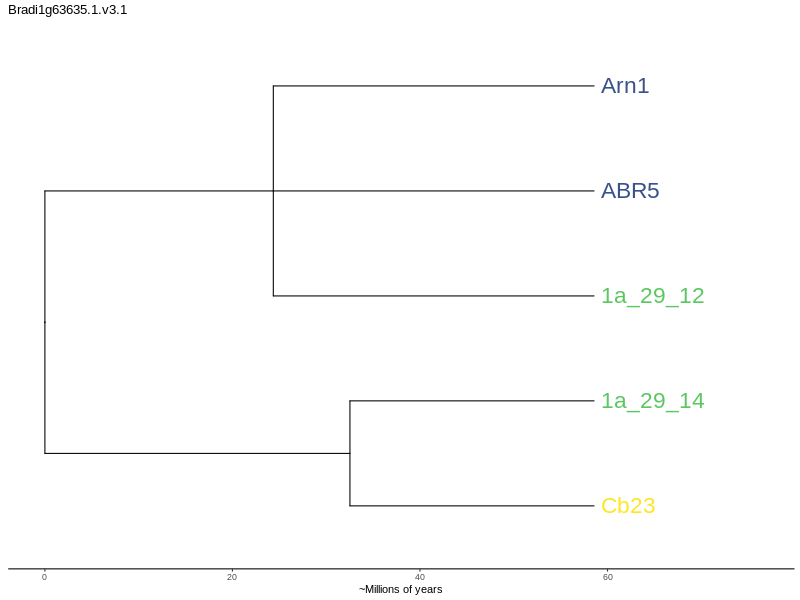 Bradi1g63635.1.v3.1
Arn1
ABR5
1a_29_12
1a_29_14
Cb23
0 20 40 60
~Millions of years